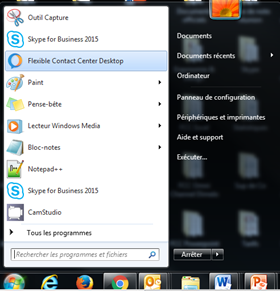 Outil Capture
Skype for Business 2015
Flexible Contact Center Desktop
Paint
Pense-bête
Lecteur Windows Media
Bloc-notes
Notepad++
Skype for Business 2015
CamStudio
Tous les programmes
Rechercher les programmes et fichiers
Documents
Documents récents
Ordinateur
Panneau de configuration
Périphériques et imprimantes
Aide et support
Exécuter...
Arrêter